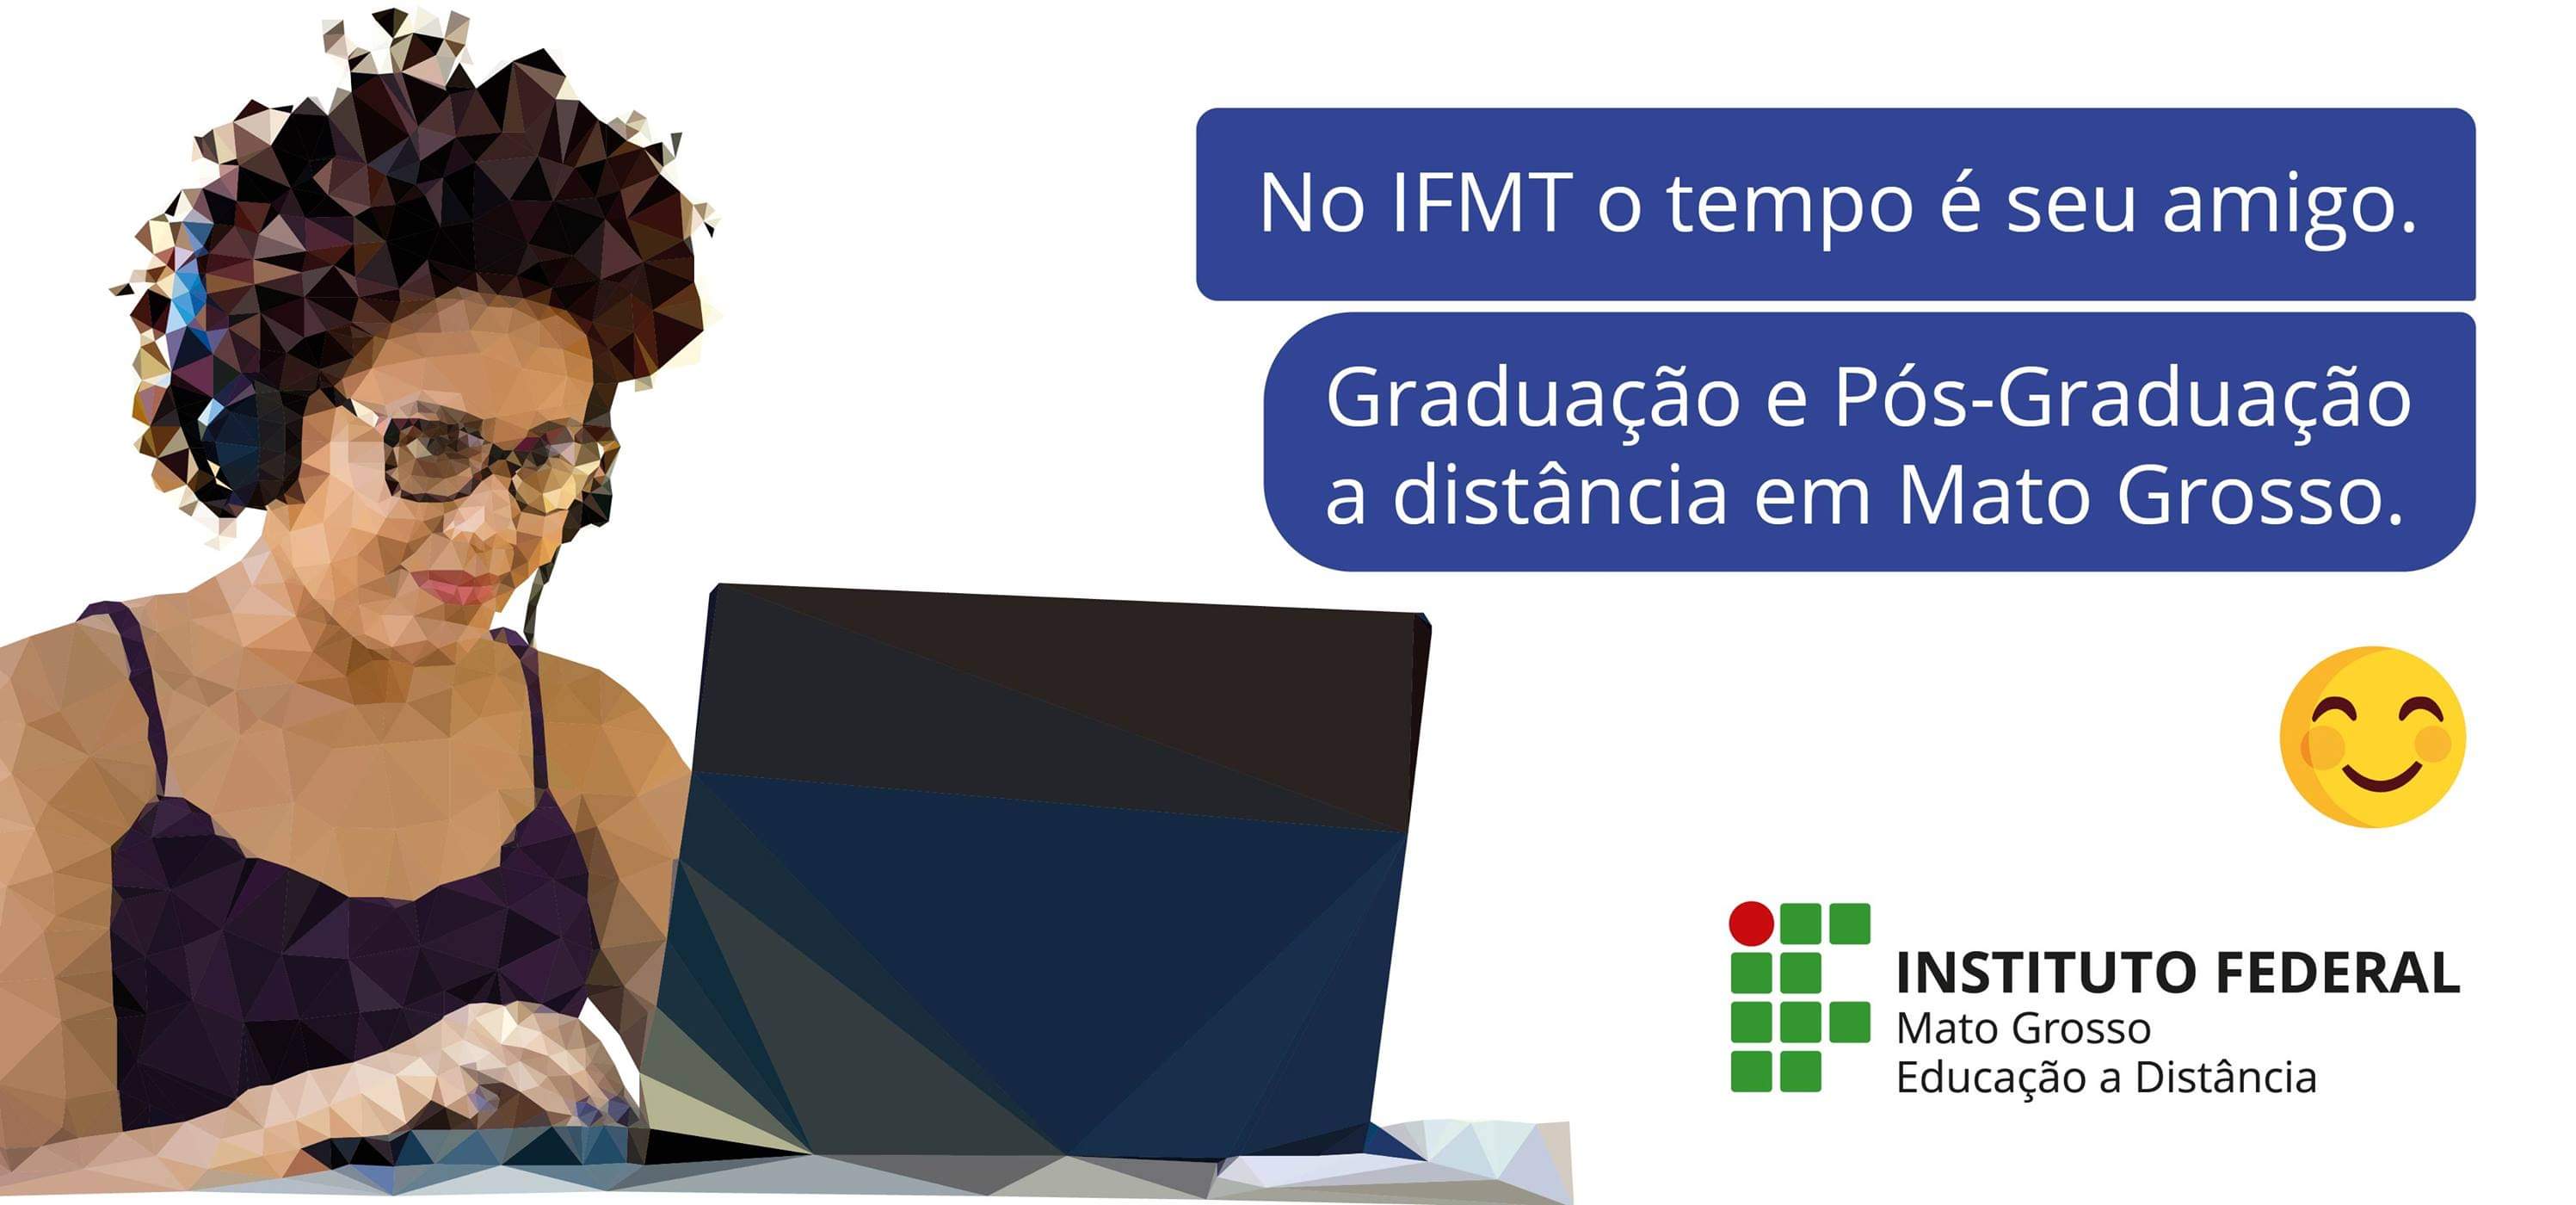 No IFMT o tempo é seu amigo.
Graduação e Pós-Graduação
a distância em Mato Grosso.
INSTITUTO FEDERAL
Mato Grosso
Educação a Distância